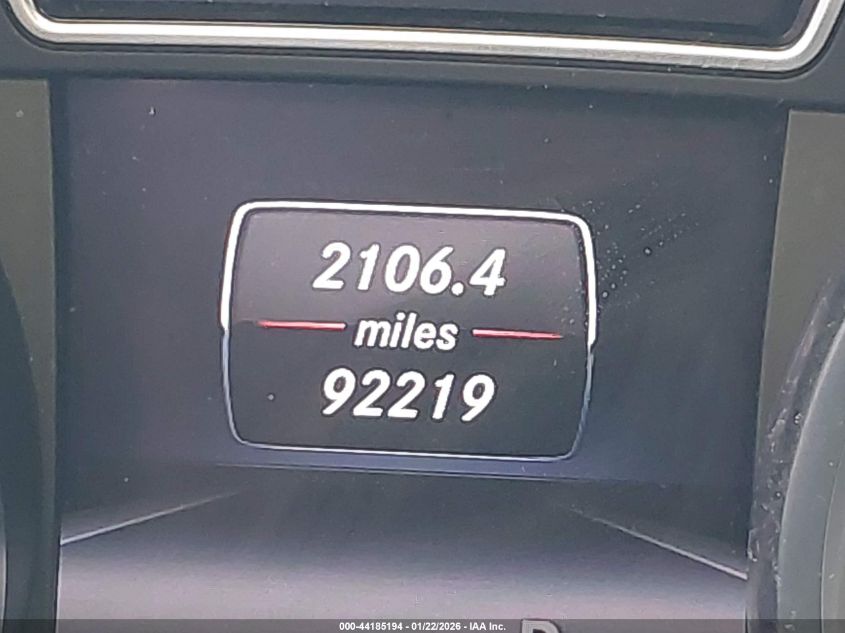 2106.4
miles
92219
000-44185194 - 01/22/2026 - IAA Inc.